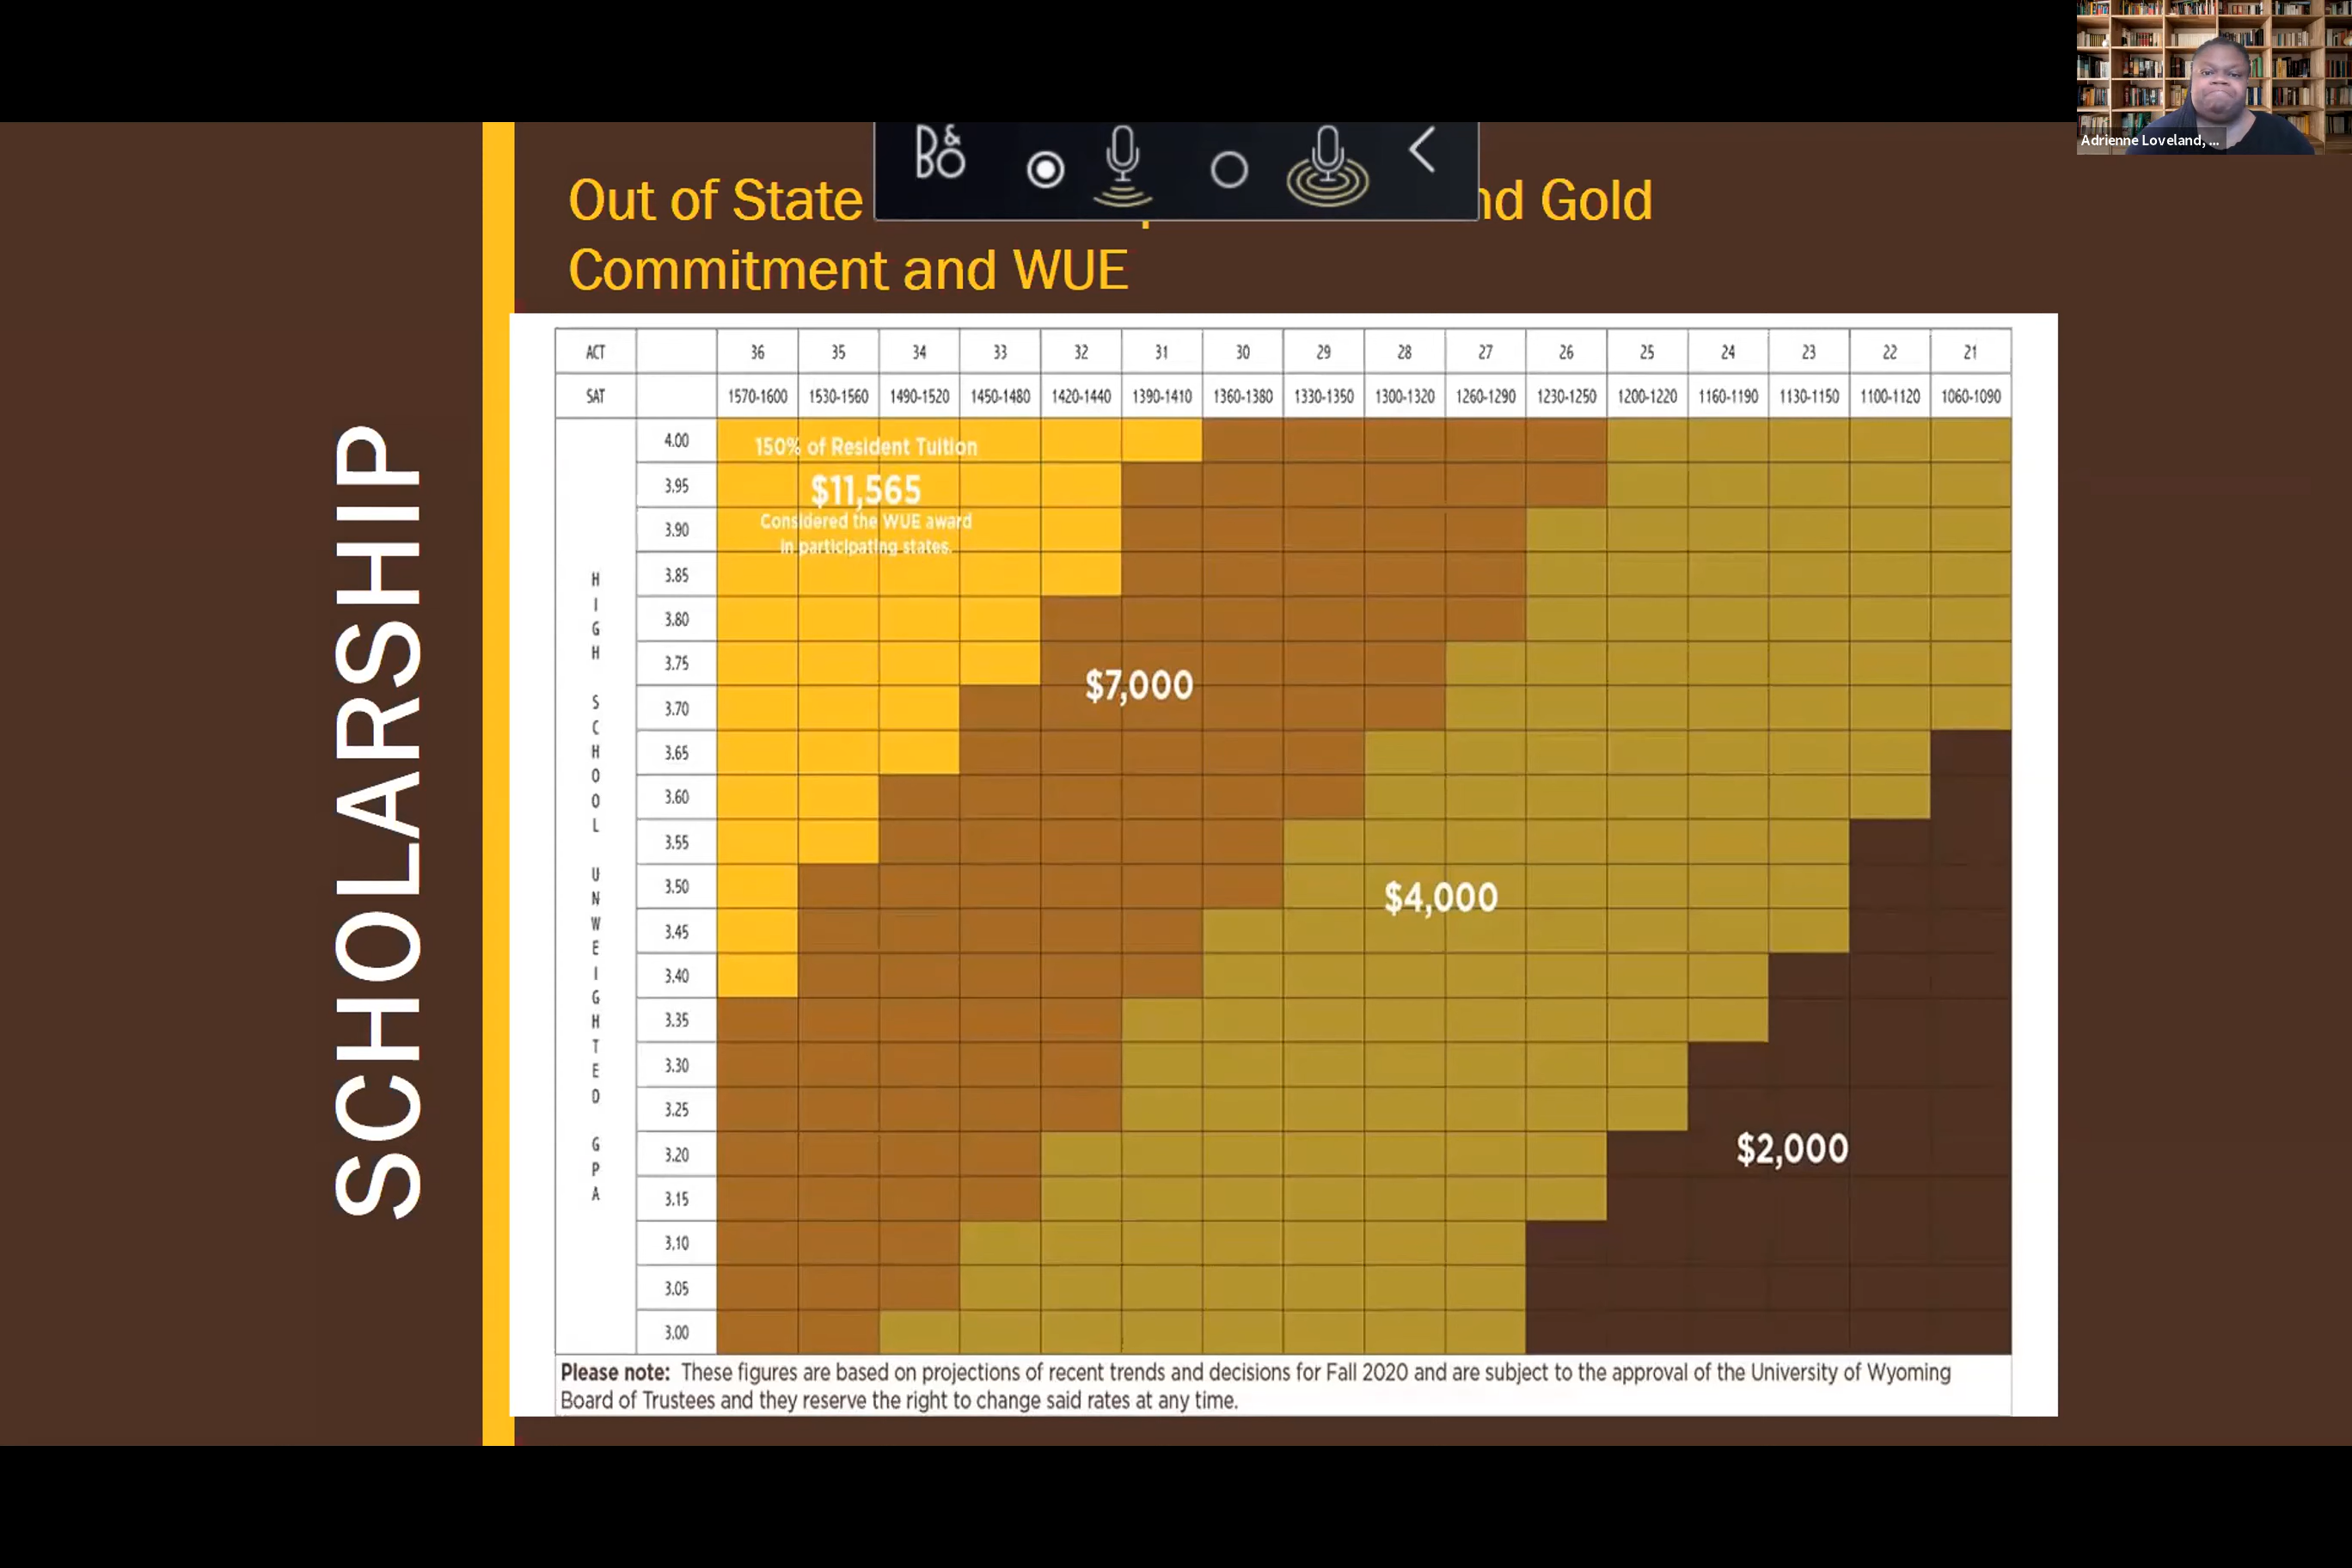 Adrienne Loveland, ...
B&O
Out of State nd Gold
Commitment and WUE
SCHOLARSHIP
ACT 36 35 34 33 32 31 30 29 28 27 26 25 24 23 22 21
SAT 1570-1600 1530-1560 1490-1520 1450-1480 1420-1440 1390-1410 1360-1380 1330-1350 1300-1320 1260-1290 1230-1250 1200-1220 1160-1190 1130-1150 1100-1120 1060-1090
HIGH SCHOOL UNWEIGHTED GPA
4.00
150% of Resident Tuition
3.95
$11,565
3.90
Considered the WUE award
in participating states.
3.85
3.80
3.75
$7,000
3.70
3.65
3.60
3.55
3.50
$4,000
3.45
3.40
3.35
3.30
3.25
3.20
$2,000
3.15
3.10
3.05
3.00
Please note: These figures are based on projections of recent trends and decisions for Fall 2020 and are subject to the approval of the University of Wyoming
Board of Trustees and they reserve the right to change said rates at any time.